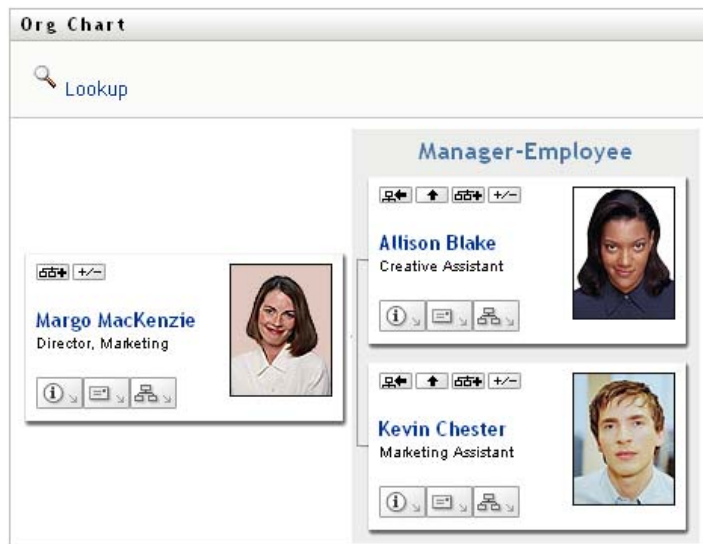 Org Chart
Lookup
Manager-Employee
Margo MacKenzie
Director, Marketing
Allison Blake
Creative Assistant
Kevin Chester
Marketing Assistant